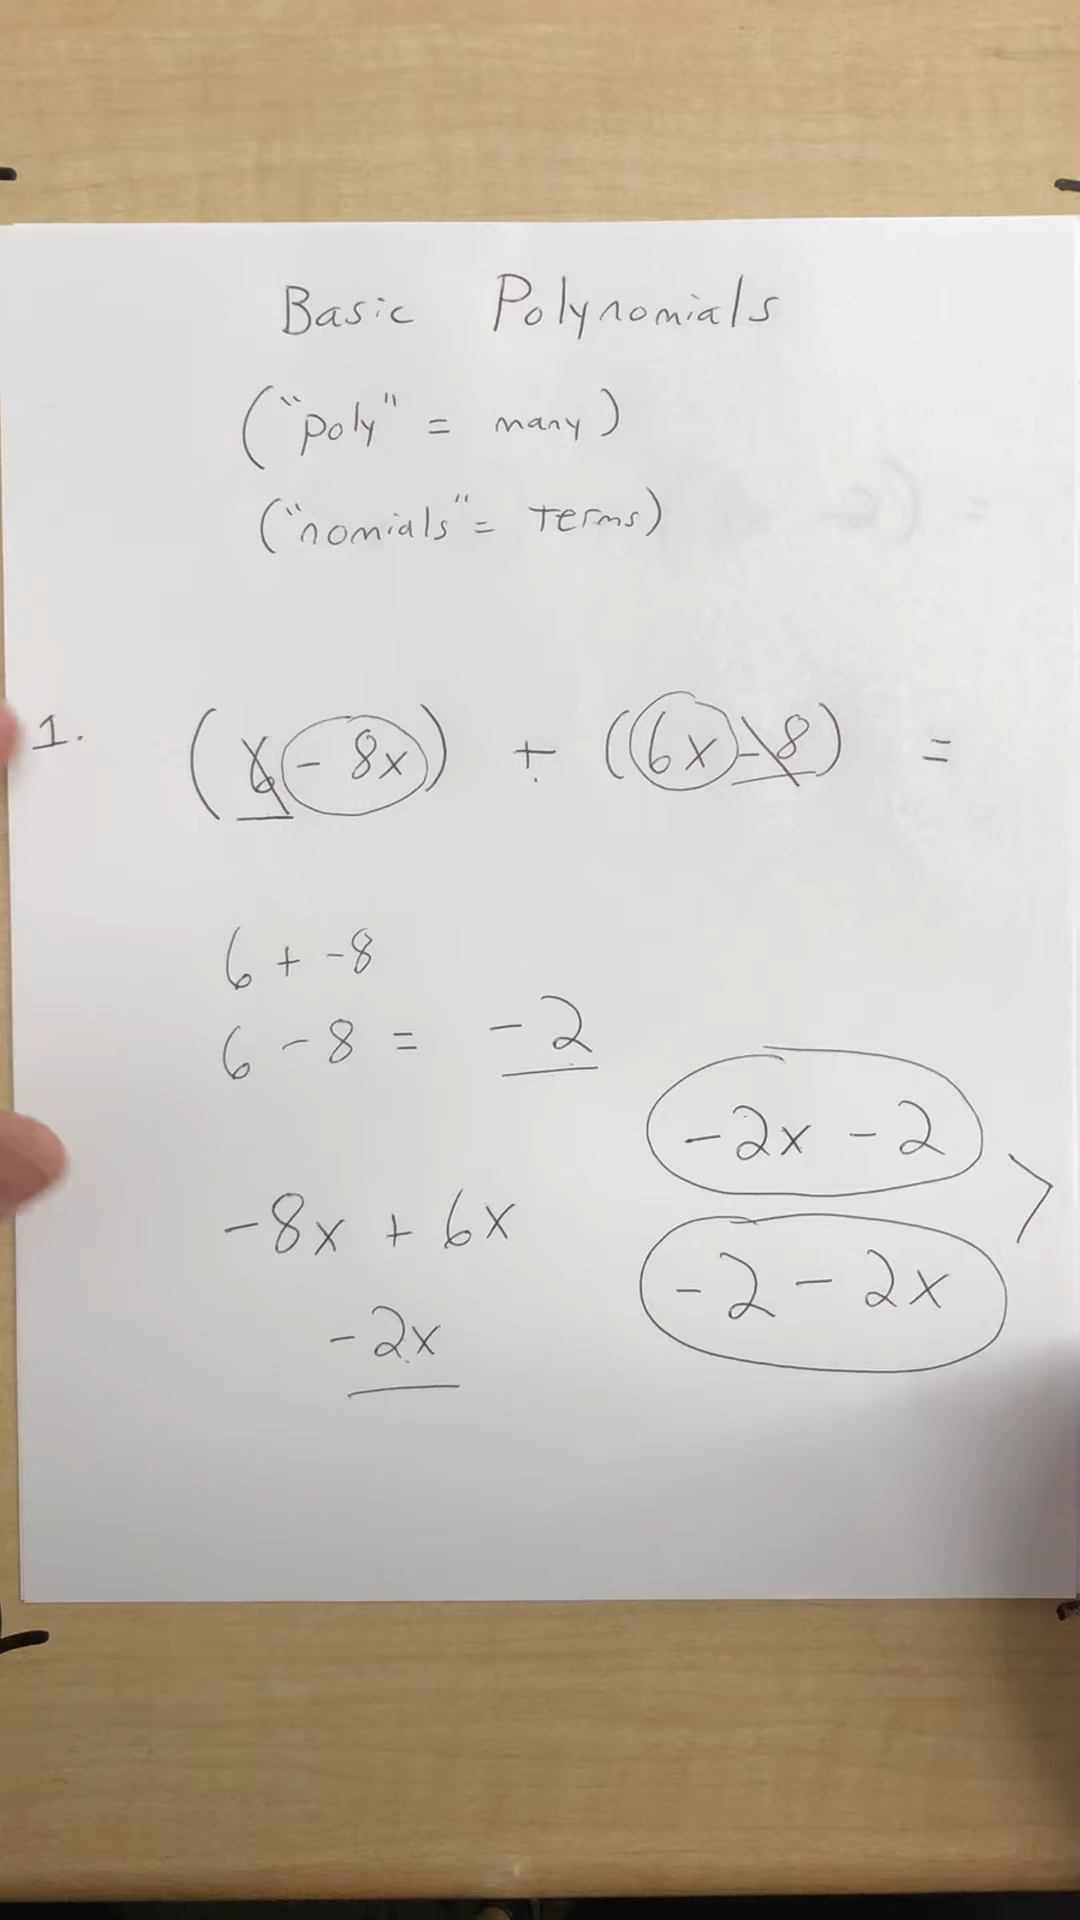 Basic Polynomials
("poly" = many)
("nomials" = terms)
1. (6 - 8x) + (6x - 8) =
6 + -8
6 - 8 = -2
-2x - 2
-8x + 6x
-2 - 2x
-2x